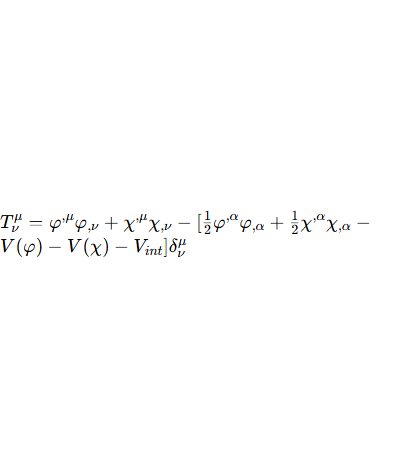 T^μ_ν = φ^{,μ}φ_{,ν} + χ^{,μ}χ_{,ν} − [½φ^{,α}φ_{,α} + ½χ^{,α}χ_{,α} −
V(φ) − V(χ) − V_{int}]δ^μ_ν